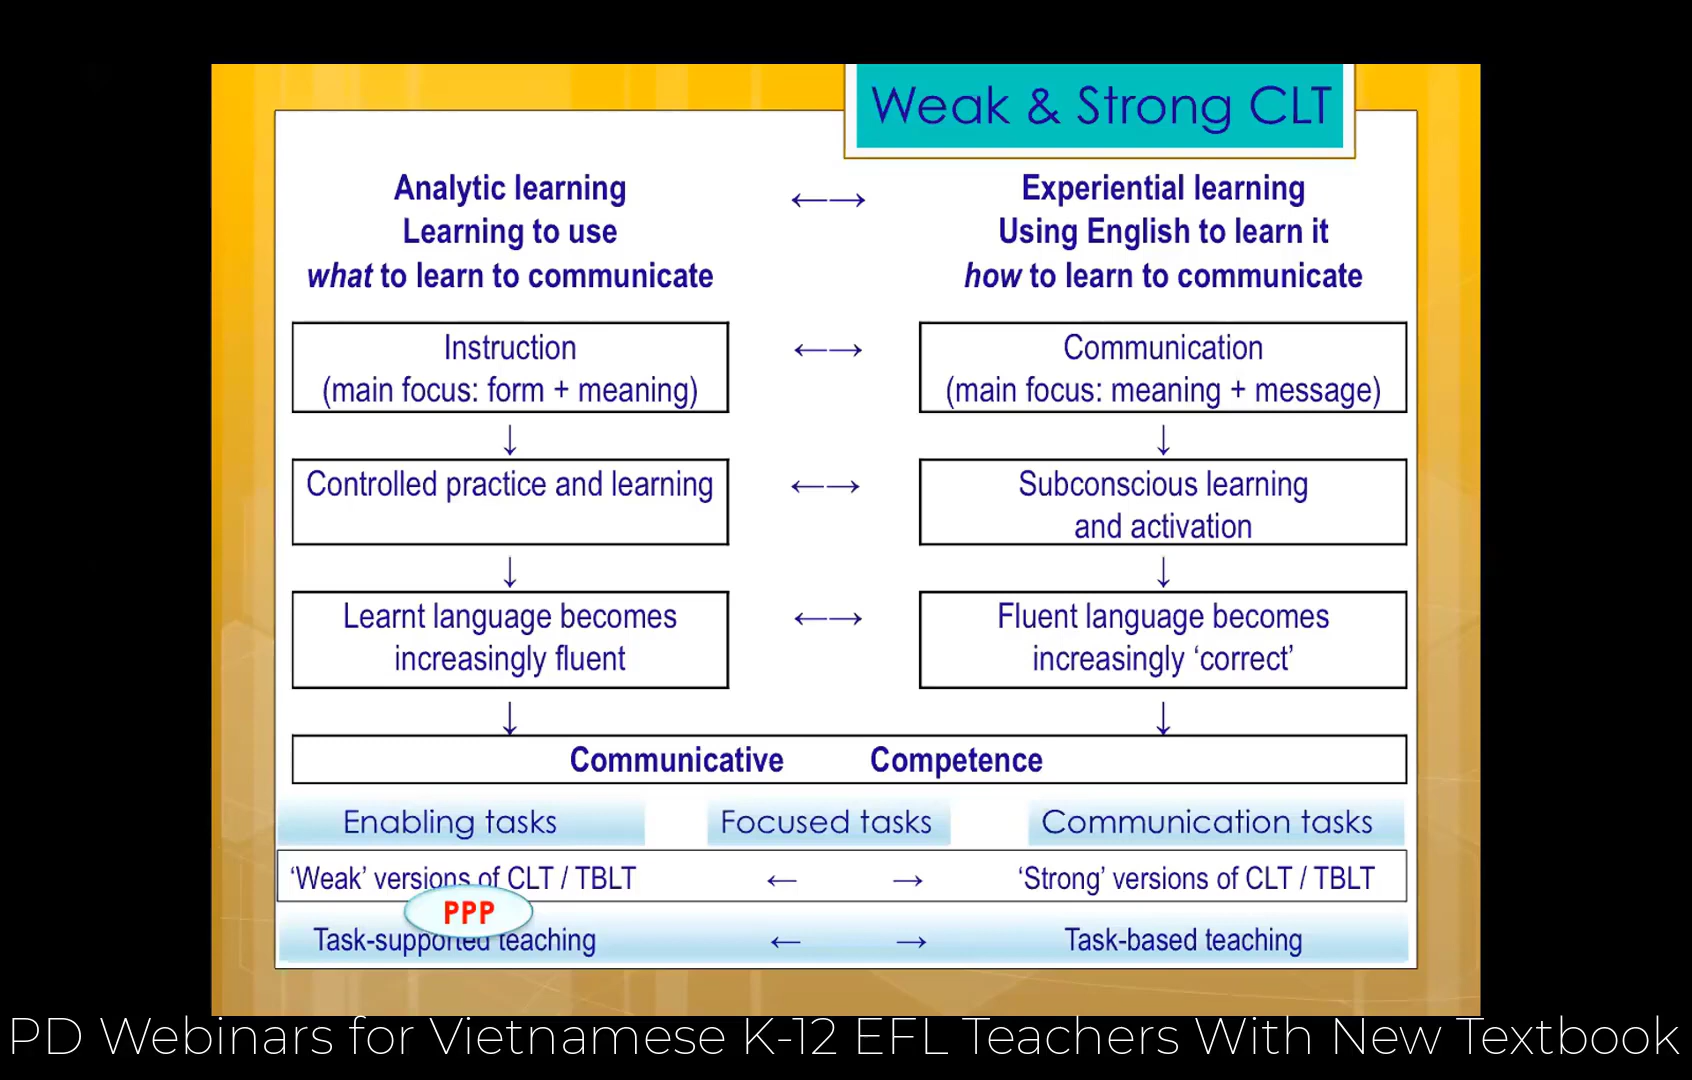 Weak & Strong CLT
Analytic learning
Learning to use
what to learn to communicate
←→
Experiential learning
Using English to learn it
how to learn to communicate
Instruction
(main focus: form + meaning)
←→
Communication
(main focus: meaning + message)
↓
↓
Controlled practice and learning
←→
Subconscious learning
and activation
↓
↓
Learnt language becomes
increasingly fluent
←→
Fluent language becomes
increasingly ‘correct’
↓
↓
Communicative Competence
Enabling tasks
Focused tasks
Communication tasks
‘Weak’ versions of CLT / TBLT ← → ‘Strong’ versions of CLT / TBLT
PPP
Task-supported teaching ← → Task-based teaching
PD Webinars for Vietnamese K-12 EFL Teachers With New Textbook